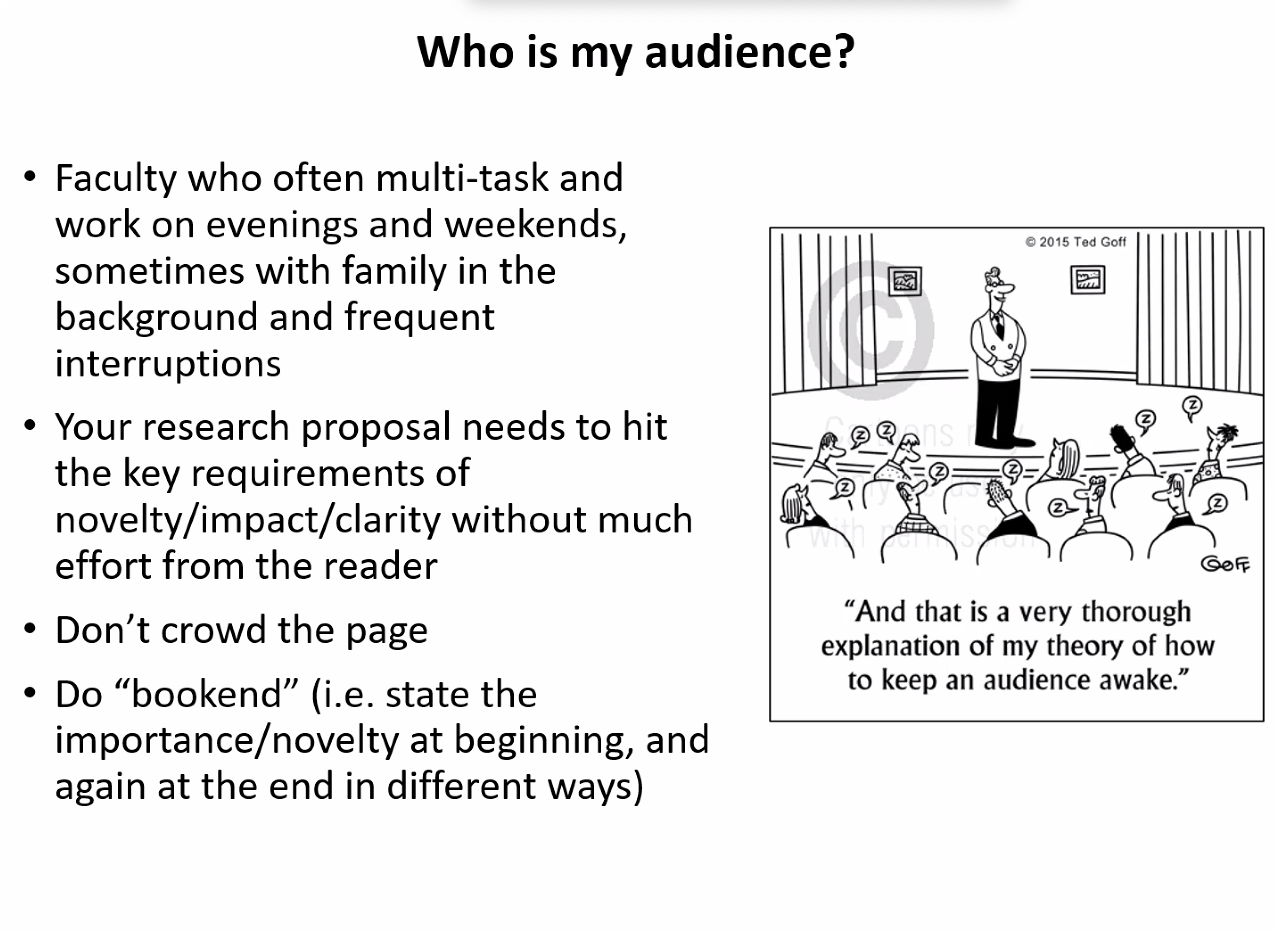 Who is my audience?
• Faculty who often multi-task and
work on evenings and weekends,
sometimes with family in the
background and frequent
interruptions
• Your research proposal needs to hit
the key requirements of
novelty/impact/clarity without much
effort from the reader
• Don’t crowd the page
• Do “bookend” (i.e. state the
importance/novelty at beginning, and
again at the end in different ways)
© 2015 Ted Goff
©
Cartoons
with permission
z
z
z
z
z
z
z
z
z
GOFF
“And that is a very thorough
explanation of my theory of how
to keep an audience awake.”